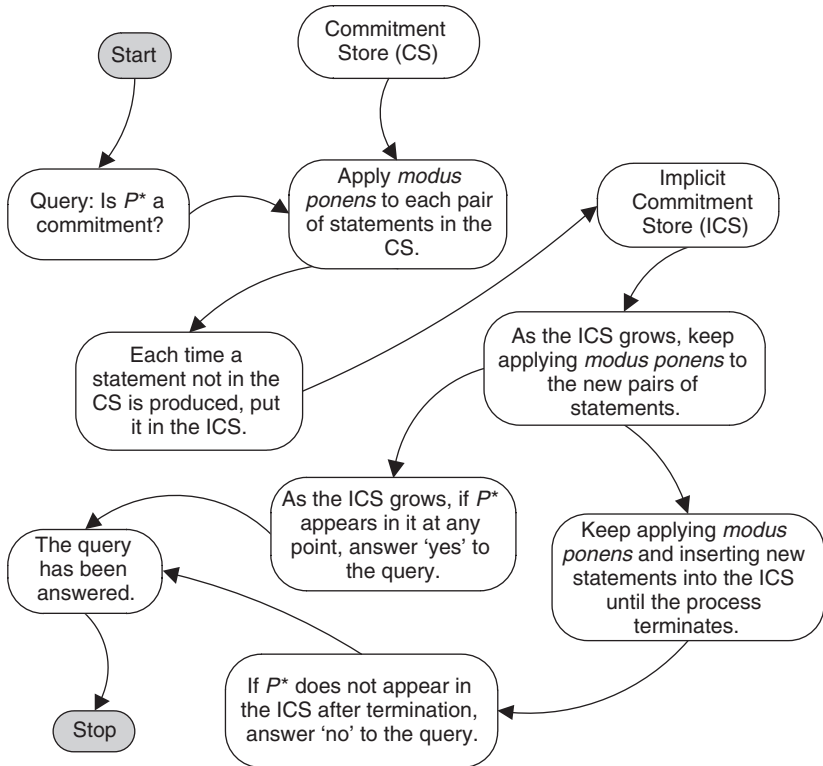 Start
Commitment
Store (CS)
Query: Is P* a
commitment?
Apply modus
ponens to each pair
of statements in the
CS.
Implicit
Commitment
Store (ICS)
Each time a
statement not in the
CS is produced, put
it in the ICS.
As the ICS grows, keep
applying modus ponens to
the new pairs of
statements.
As the ICS grows, if P*
appears in it at any
point, answer ‘yes’ to
the query.
Keep applying modus
ponens and inserting new
statements into the ICS
until the process
terminates.
The query
has been
answered.
If P* does not appear in
the ICS after termination,
answer ‘no’ to the query.
Stop